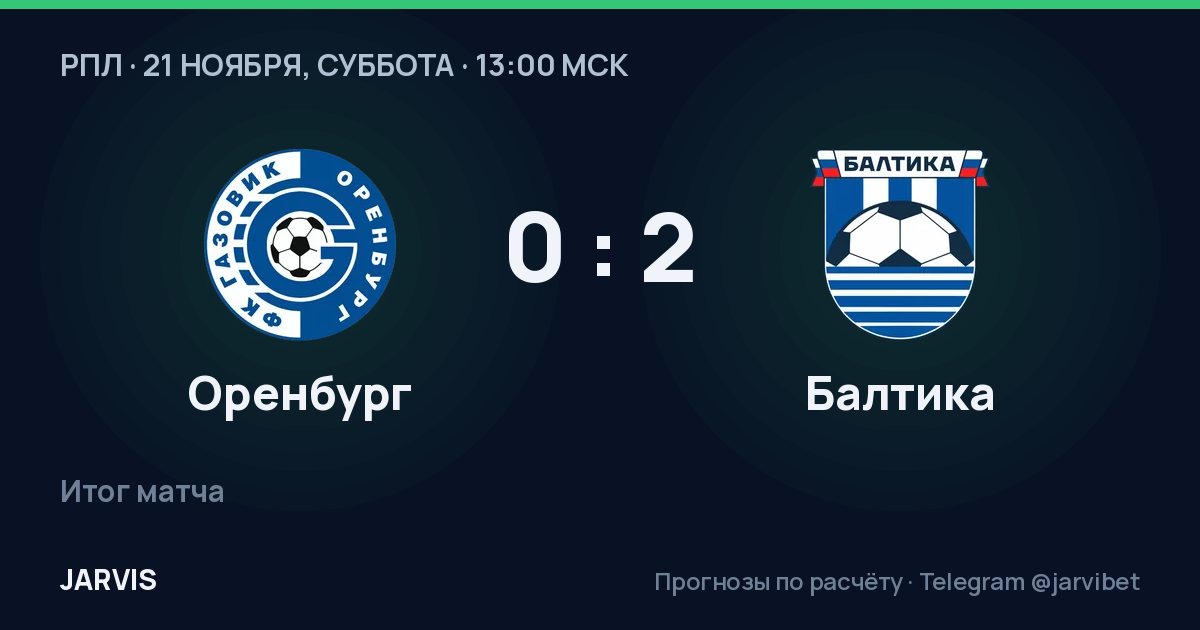 РПЛ · 21 НОЯБРЯ, СУББОТА · 13:00 МСК
ФК ГАЗОВИК ОРЕНБУРГ
БАЛТИКА
0 : 2
Оренбург
Балтика
Итог матча
JARVIS
Прогнозы по расчёту · Telegram @jarvibet